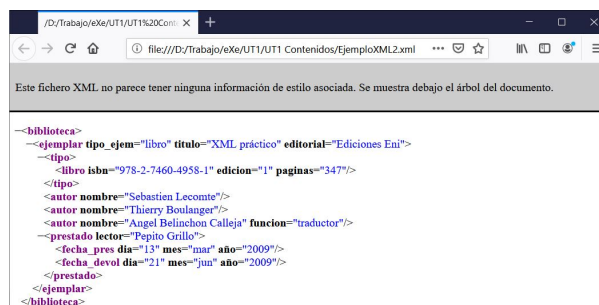 /D:/Trabajo/eXe/UT1/UT1%20Conte
file:///D:/Trabajo/eXe/UT1/UT1 Contenidos/EjemploXML2.xml
Este fichero XML no parece tener ninguna información de estilo asociada. Se muestra debajo el árbol del documento.
−<biblioteca>
−<ejemplar tipo_ejem="libro" titulo="XML práctico" editorial="Ediciones Eni">
−<tipo>
<libro isbn="978-2-7460-4958-1" edicion="1" paginas="347"/>
</tipo>
<autor nombre="Sebastien Lecomte"/>
<autor nombre="Thierry Boulanger"/>
<autor nombre="Angel Belinchon Calleja" funcion="traductor"/>
−<prestado lector="Pepito Grillo">
<fecha_pres dia="13" mes="mar" año="2009"/>
<fecha_devol dia="21" mes="jun" año="2009"/>
</prestado>
</ejemplar>
</biblioteca>